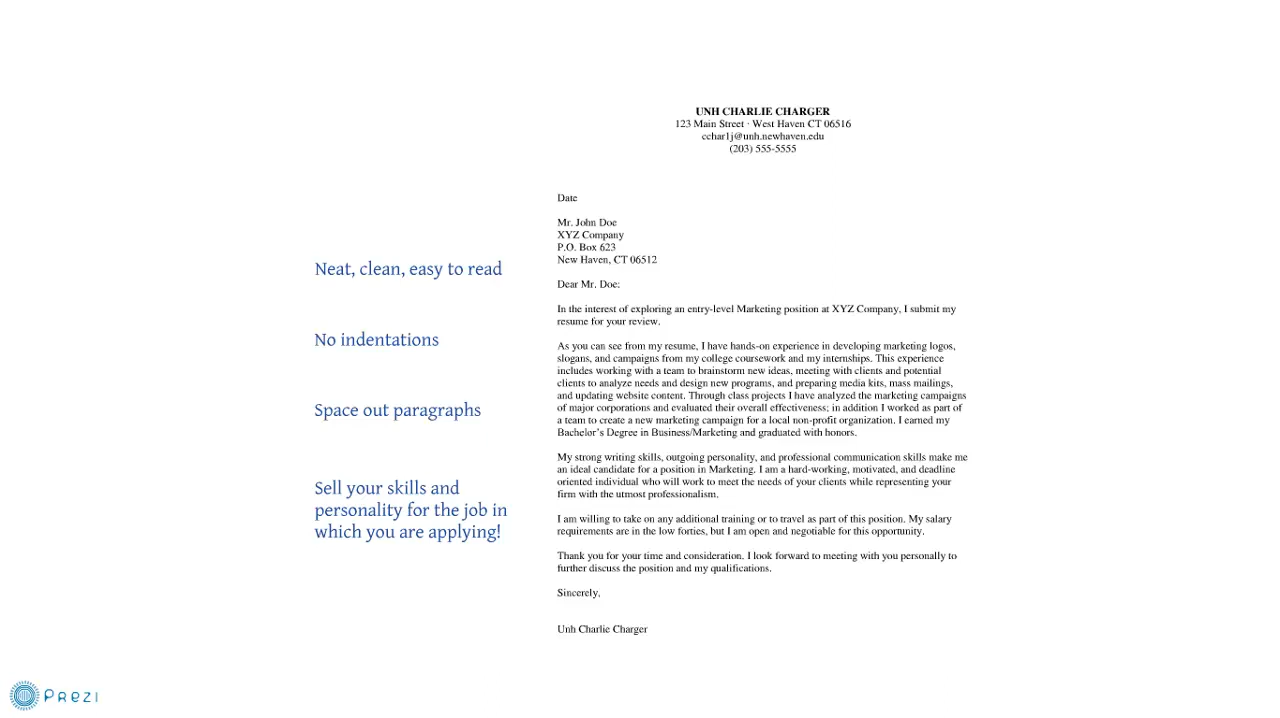 UNH CHARLIE CHARGER
123 Main Street · West Haven CT 06516
cchar1j@unh.newhaven.edu
(203) 555-5555
Date
Mr. John Doe
XYZ Company
P.O. Box 623
New Haven, CT 06512
Dear Mr. Doe:
In the interest of exploring an entry-level Marketing position at XYZ Company, I submit my
resume for your review.
As you can see from my resume, I have hands-on experience in developing marketing logos,
slogans, and campaigns from my college coursework and my internships. This experience
includes working with a team to brainstorm new ideas, meeting with clients and potential
clients to analyze needs and design new programs, and preparing media kits, mass mailings,
and updating website content. Through class projects I have analyzed the marketing campaigns
of major corporations and evaluated their overall effectiveness; in addition I worked as part of
a team to create a new marketing campaign for a local non-profit organization. I earned my
Bachelor's Degree in Business/Marketing and graduated with honors.
My strong writing skills, outgoing personality, and professional communication skills make me
an ideal candidate for a position in Marketing. I am a hard-working, motivated, and deadline
oriented individual who will work to meet the needs of your clients while representing your
firm with the utmost professionalism.
I am willing to take on any additional training or to travel as part of this position. My salary
requirements are in the low forties, but I am open and negotiable for this opportunity.
Thank you for your time and consideration. I look forward to meeting with you personally to
further discuss the position and my qualifications.
Sincerely,
Unh Charlie Charger
Neat, clean, easy to read
No indentations
Space out paragraphs
Sell your skills and
personality for the job in
which you are applying!
Prezi